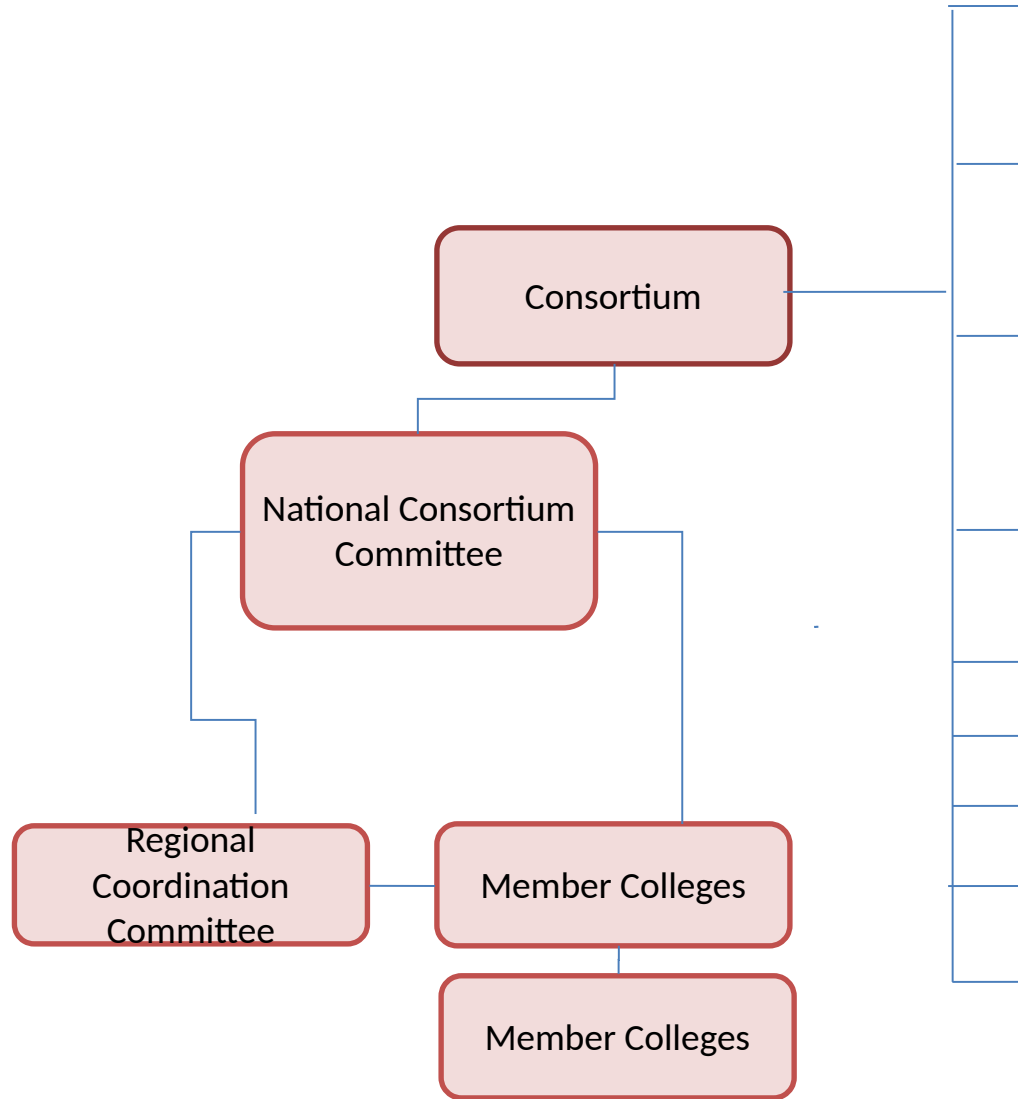 Consortium
National Consortium
Committee
Regional
Coordination
Committee
Member Colleges
Member Colleges